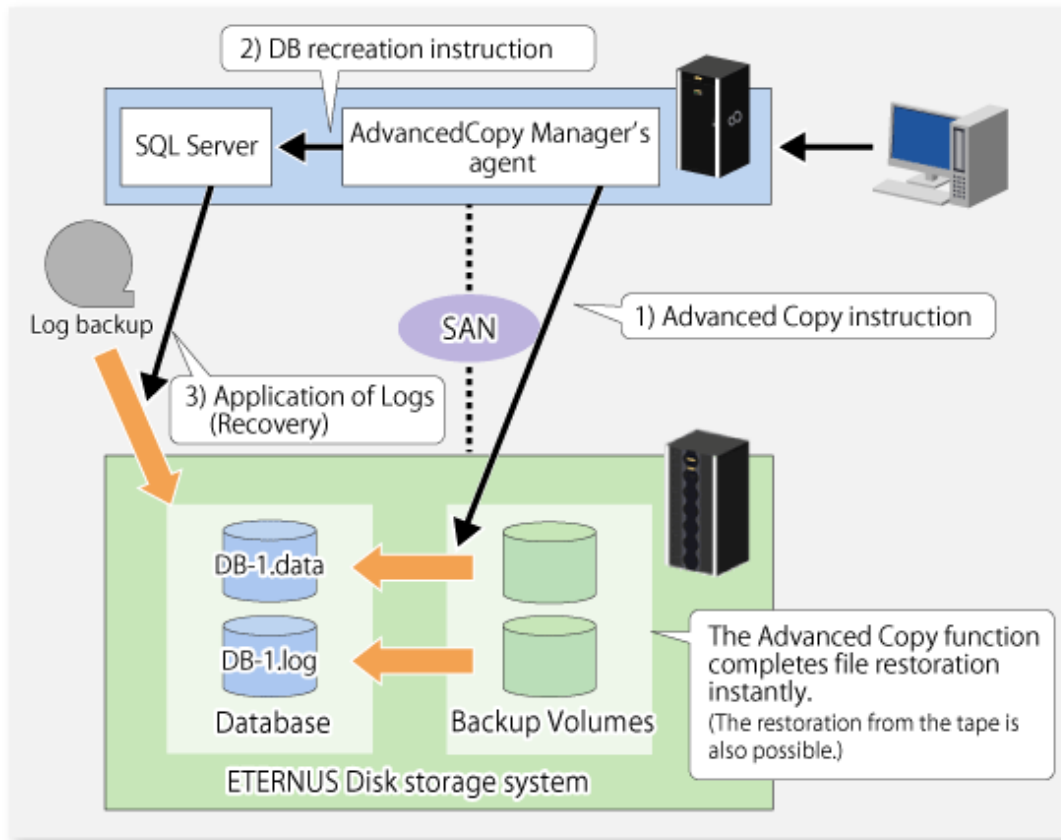 2) DB recreation instruction
SQL Server
AdvancedCopy Manager's
agent
Log backup
SAN
1) Advanced Copy instruction
3) Application of Logs
(Recovery)
DB-1.data
DB-1.log
Database
Backup Volumes
The Advanced Copy function
completes file restoration
instantly.
(The restoration from the tape is
also possible.)
ETERNUS Disk storage system